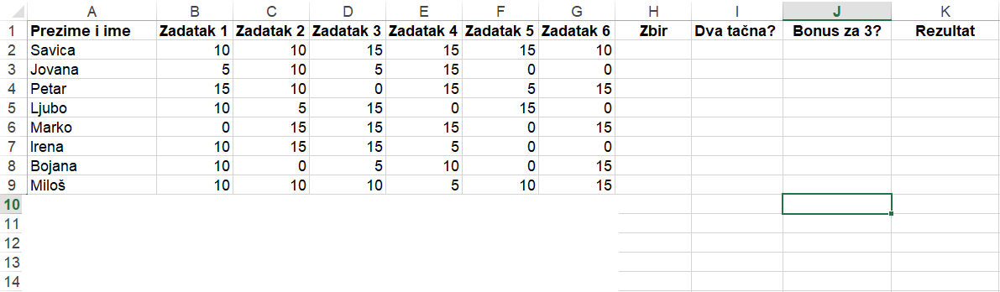 A B C D E F G H I J K
1 Prezime i ime Zadatak 1 Zadatak 2 Zadatak 3 Zadatak 4 Zadatak 5 Zadatak 6 Zbir Dva tačna? Bonus za 3? Rezultat
2 Savica 10 10 15 15 15 10
3 Jovana 5 10 5 15 0 0
4 Petar 15 10 0 15 5 15
5 Ljubo 10 5 15 0 15 0
6 Marko 0 15 15 15 0 15
7 Irena 10 15 15 5 0 0
8 Bojana 10 0 5 10 0 15
9 Miloš 10 10 10 5 10 15
10
11
12
13
14